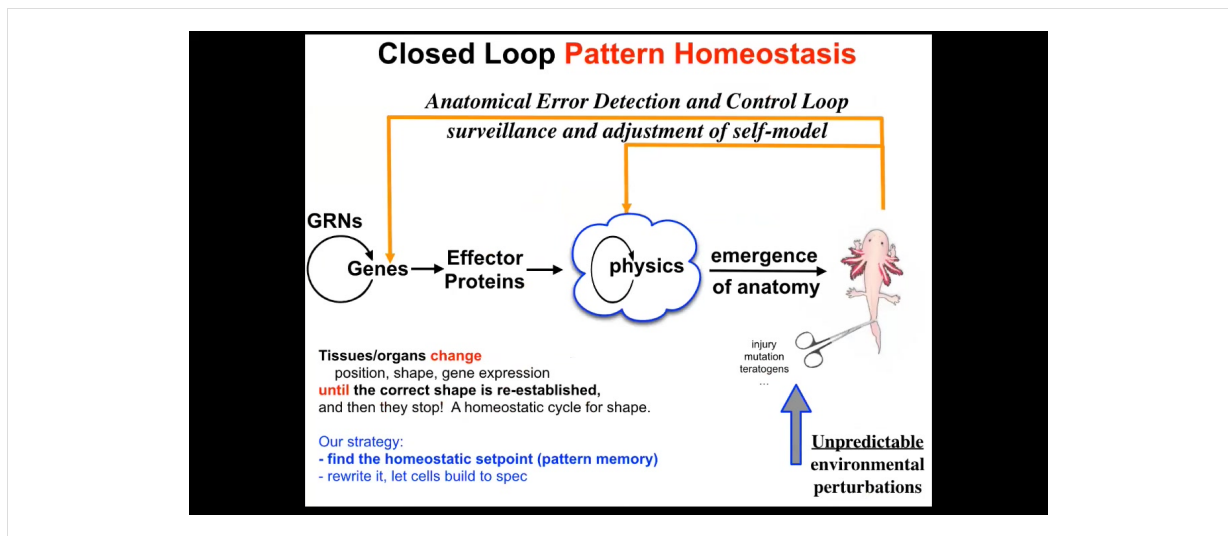 Closed Loop Pattern Homeostasis
Anatomical Error Detection and Control Loop
surveillance and adjustment of self-model
GRNs
Genes
Effector
Proteins
physics
emergence
of anatomy
injury
mutation
teratogens
...
Tissues/organs change
position, shape, gene expression
until the correct shape is re-established,
and then they stop! A homeostatic cycle for shape.
Our strategy:
- find the homeostatic setpoint (pattern memory)
- rewrite it, let cells build to spec
Unpredictable
environmental
perturbations